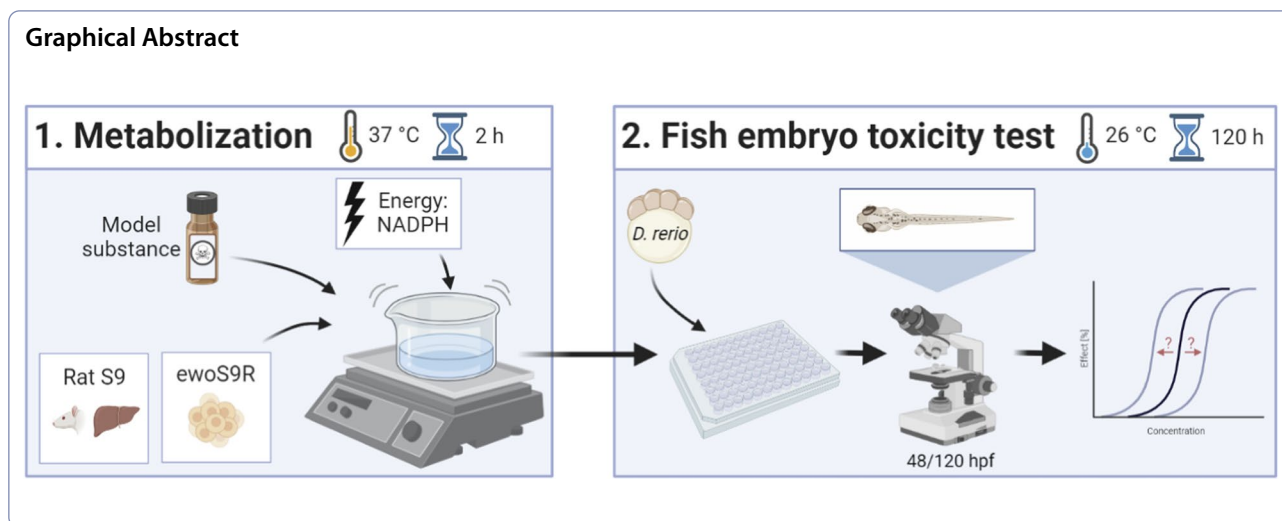 Graphical Abstract
1. Metabolization
37 °C
2 h
Model
substance
Energy:
NADPH
Rat S9
ewoS9R
2. Fish embryo toxicity test
26 °C
120 h
D. rerio
48/120 hpf
Effect [%]
? ?
Concentration